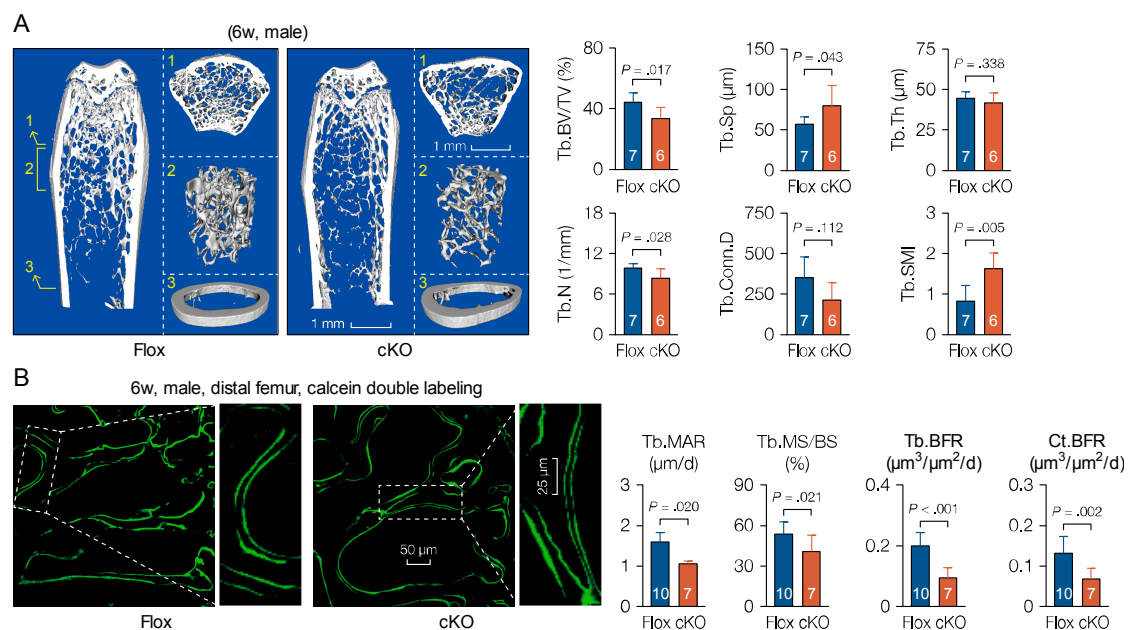 A
(6w, male)
1
2
3
1
2
3
Flox
1
2
3
1 mm
1 mm
cKO
Tb.BV/TV (%)
80
40
0
P = .017
7
6
Flox cKO
Tb.Sp (μm)
150
100
50
0
P = .043
7
6
Flox cKO
Tb.Th (μm)
75
50
25
0
P = .338
7
6
Flox cKO
Tb.N (1/mm)
18
12
6
0
P = .028
7
6
Flox cKO
Tb.Conn.D
750
500
250
0
P = .112
7
6
Flox cKO
Tb.SMI
3
2
1
0
P = .005
7
6
Flox cKO
B
6w, male, distal femur, calcein double labeling
Flox
50 μm
25 μm
cKO
Tb.MAR
(μm/d)
3
2
1
0
P = .020
10
7
Flox cKO
Tb.MS/BS
(%)
90
60
30
0
P = .021
10
7
Flox cKO
Tb.BFR
(μm³/μm²/d)
0.4
0.2
0
P < .001
10
7
Flox cKO
Ct.BFR
(μm³/μm²/d)
0.3
0.2
0.1
0
P = .002
10
7
Flox cKO